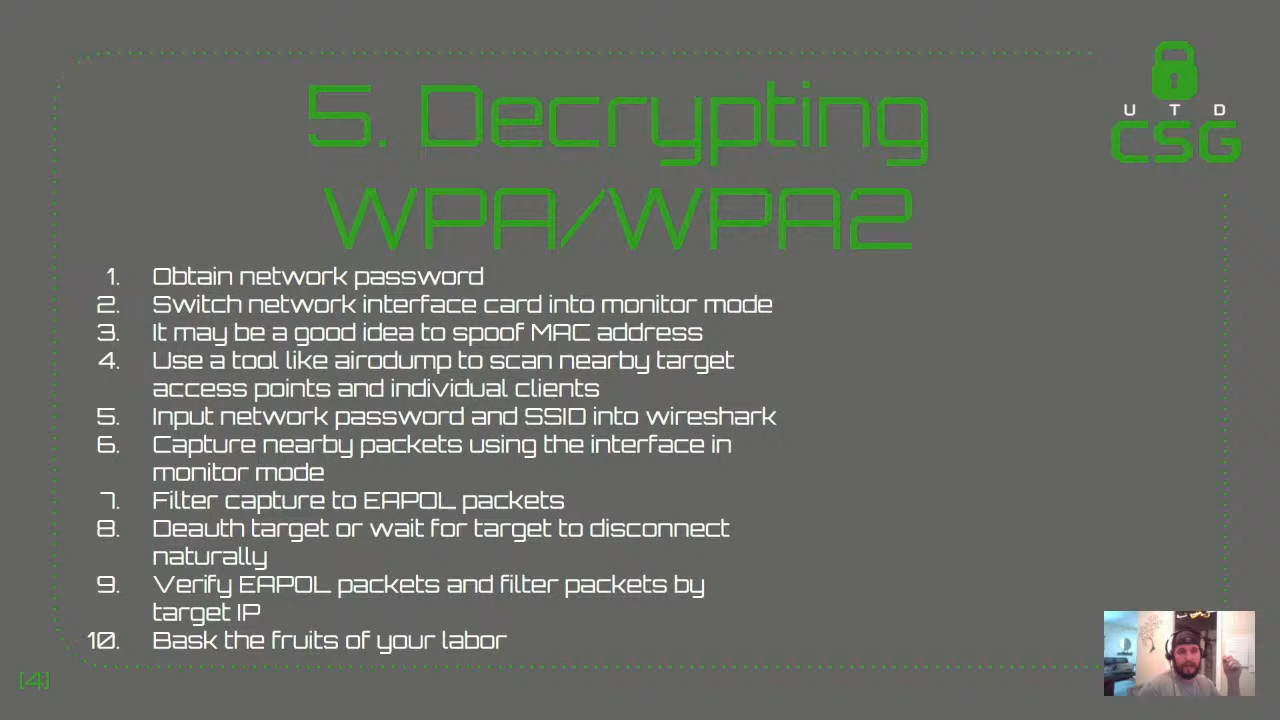 U T D
CSG
5. Decrypting
WPA/WPA2
1. Obtain network password
2. Switch network interface card into monitor mode
3. It may be a good idea to spoof MAC address
4. Use a tool like airodump to scan nearby target
access points and individual clients
5. Input network password and SSID into wireshark
6. Capture nearby packets using the interface in
monitor mode
7. Filter capture to EAPOL packets
8. Deauth target or wait for target to disconnect
naturally
9. Verify EAPOL packets and filter packets by
target IP
10. Bask the fruits of your labor
[4]